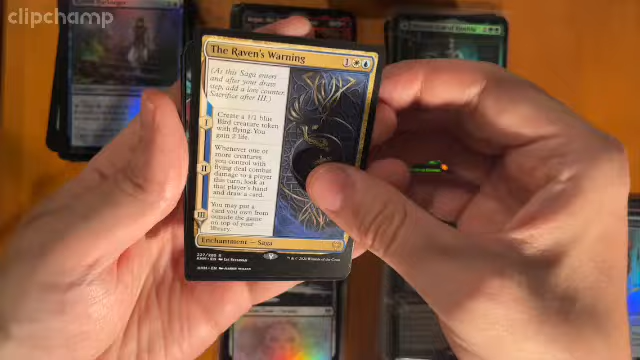 clipchamp
The Raven's Warning
1
(As this Saga enters
and after your draw
step, add a lore counter.
Sacrifice after III.)
I
Create a 1/1 blue
Bird creature token
with flying. You
gain 2 life.
II
Whenever one or
more creatures
you control with
flying deal combat
damage to a player
this turn, look at
that player's hand
and draw a card.
III
You may put a
card you own from
outside the game
on top of your
library.
Enchantment — Saga